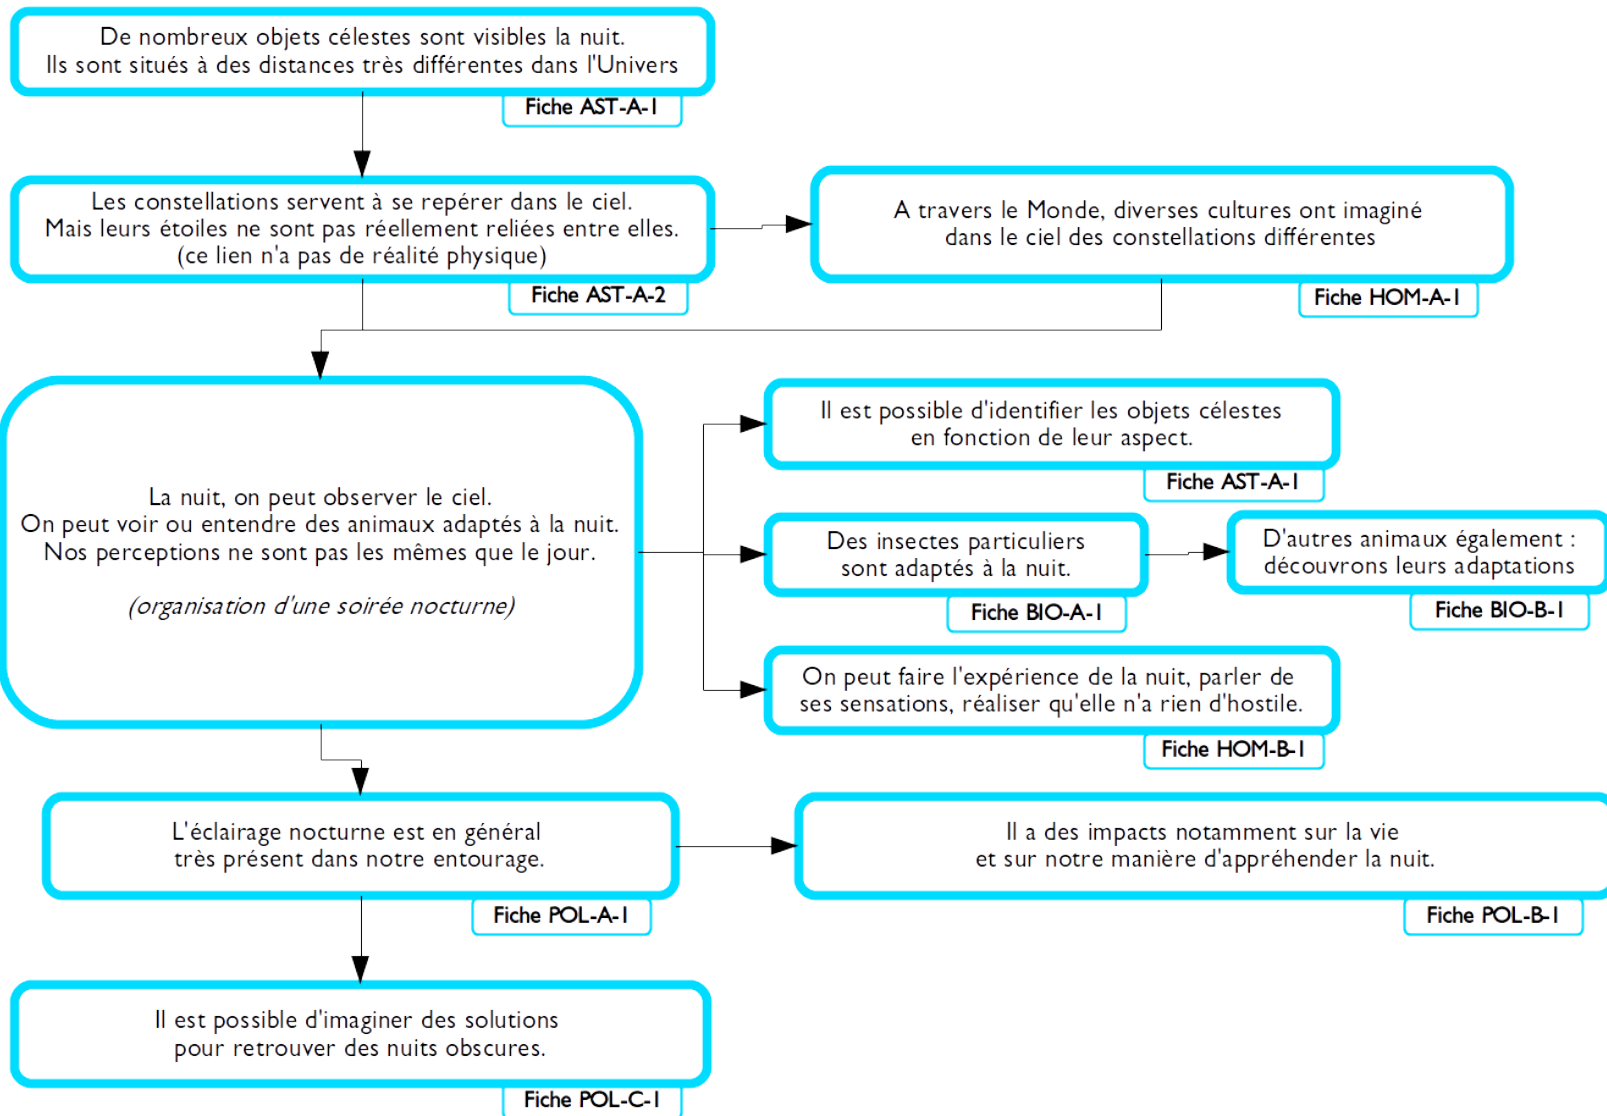 De nombreux objets célestes sont visibles la nuit.
Ils sont situés à des distances très différentes dans l'Univers
Fiche AST-A-1
Les constellations servent à se repérer dans le ciel.
Mais leurs étoiles ne sont pas réellement reliées entre elles.
(ce lien n'a pas de réalité physique)
Fiche AST-A-2
A travers le Monde, diverses cultures ont imaginé
dans le ciel des constellations différentes
Fiche HOM-A-1
La nuit, on peut observer le ciel.
On peut voir ou entendre des animaux adaptés à la nuit.
Nos perceptions ne sont pas les mêmes que le jour.
(organisation d'une soirée nocturne)
Il est possible d'identifier les objets célestes
en fonction de leur aspect.
Fiche AST-A-1
Des insectes particuliers
sont adaptés à la nuit.
Fiche BIO-A-1
D'autres animaux également :
découvrons leurs adaptations
Fiche BIO-B-1
On peut faire l'expérience de la nuit, parler de
ses sensations, réaliser qu'elle n'a rien d'hostile.
Fiche HOM-B-1
L'éclairage nocturne est en général
très présent dans notre entourage.
Fiche POL-A-1
Il a des impacts notamment sur la vie
et sur notre manière d'appréhender la nuit.
Fiche POL-B-1
Il est possible d'imaginer des solutions
pour retrouver des nuits obscures.
Fiche POL-C-1